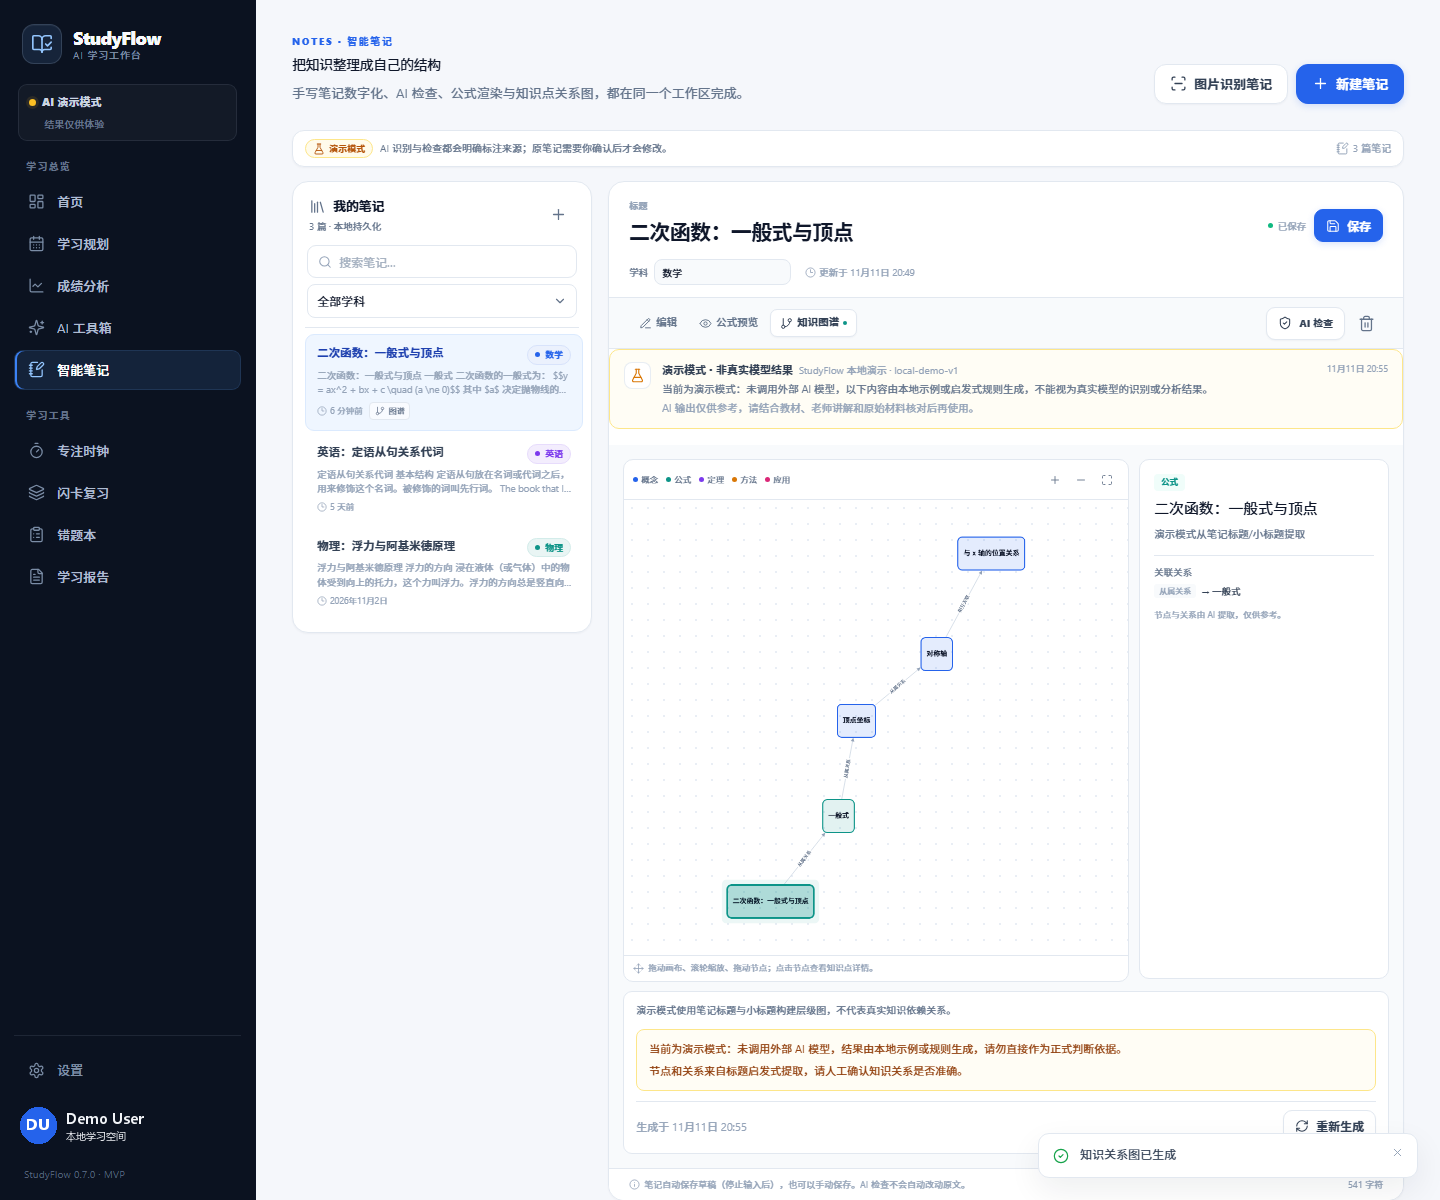 StudyFlow
AI 学习工作台
AI 演示模式
结果仅供体验
学习总览
首页
学习规划
成绩分析
AI 工具箱
智能笔记
学习工具
专注时钟
闪卡复习
错题本
学习报告
设置
DU
Demo User
本地学习空间
StudyFlow 0.7.0 · MVP
NOTES · 智能笔记
把知识整理成自己的结构
手写笔记数字化、AI 检查、公式渲染与知识点关系图，都在同一个工作区完成。
图片识别笔记
新建笔记
演示模式
AI 识别与检查都会明确标注来源；原笔记需要你确认后才会修改。
3 篇笔记
我的笔记
3 篇 · 本地持久化
搜索笔记...
全部学科
二次函数：一般式与顶点
数学
二次函数：一般式与顶点 一般式 二次函数的一般式为： $$y
= ax^2 + bx + c \quad (a \ne 0)$$ 其中 $a$ 决定抛物线的...
6 分钟前
图谱
英语：定语从句关系代词
英语
定语从句关系代词 基本结构 定语从句放在名词或代词之后，
用来修饰这个名词。被修饰的词叫先行词。 The book that I...
5 天前
物理：浮力与阿基米德原理
物理
浮力与阿基米德原理 浮力的方向 浸在液体（或气体）中的物
体受到向上的托力，这个力叫浮力。浮力的方向总是竖直向...
2026年11月2日
标题
二次函数：一般式与顶点
已保存
保存
学科
数学
更新于 11月11日 20:49
编辑
公式预览
知识图谱
AI 检查
演示模式 · 非真实模型结果
StudyFlow 本地演示 · local-demo-v1
11月11日 20:55
当前为演示模式：未调用外部 AI 模型，以下内容由本地示例或启发式规则生成，不能视为真实模型的识别或分析结果。
AI 输出仅供参考，请结合教材、老师讲解和原始材料核对后再使用。
概念
公式
定理
方法
应用
与 x 轴的位置关系
对称轴
从属关系
顶点坐标
从属关系
一般式
从属关系
二次函数：一般式与顶点
拖动画布、滚轮缩放、拖动节点；点击节点查看知识点详情。
公式
二次函数：一般式与顶点
演示模式从笔记标题/小标题提取
关联关系
从属关系 → 一般式
节点与关系由 AI 提取，仅供参考。
演示模式使用笔记标题与小标题构建层级图，不代表真实知识依赖关系。
当前为演示模式：未调用外部 AI 模型，结果由本地示例或规则生成，请勿直接作为正式判断依据。
节点和关系来自标题启发式提取，请人工确认知识关系是否准确。
生成于 11月11日 20:55
重新生成
知识关系图已生成
笔记自动保存草稿（停止输入后），也可以手动保存。AI 检查不会自动改动原文。
541 字符